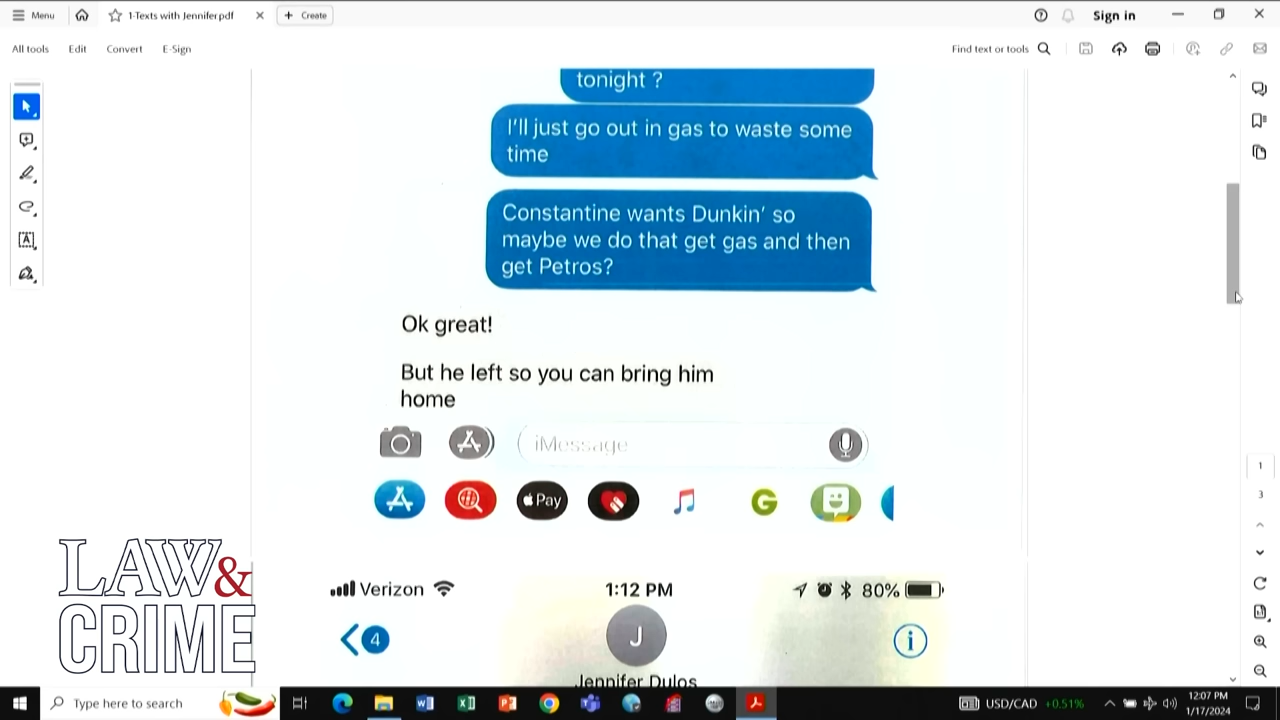 Menu
1-Texts with Jennifer.pdf
Create
Sign in
All tools
Edit
Convert
E-Sign
Find text or tools
tonight ?
I'll just go out in gas to waste some
time
Constantine wants Dunkin' so
maybe we do that get gas and then
get Petros?
Ok great!
But he left so you can bring him
home
iMessage
Pay
G
1
3
LAW&
CRIME
Verizon
1:12 PM
80%
4
J
i
Jennifer Dulos
Type here to search
USD/CAD
+0.51%
12:07 PM
1/17/2024